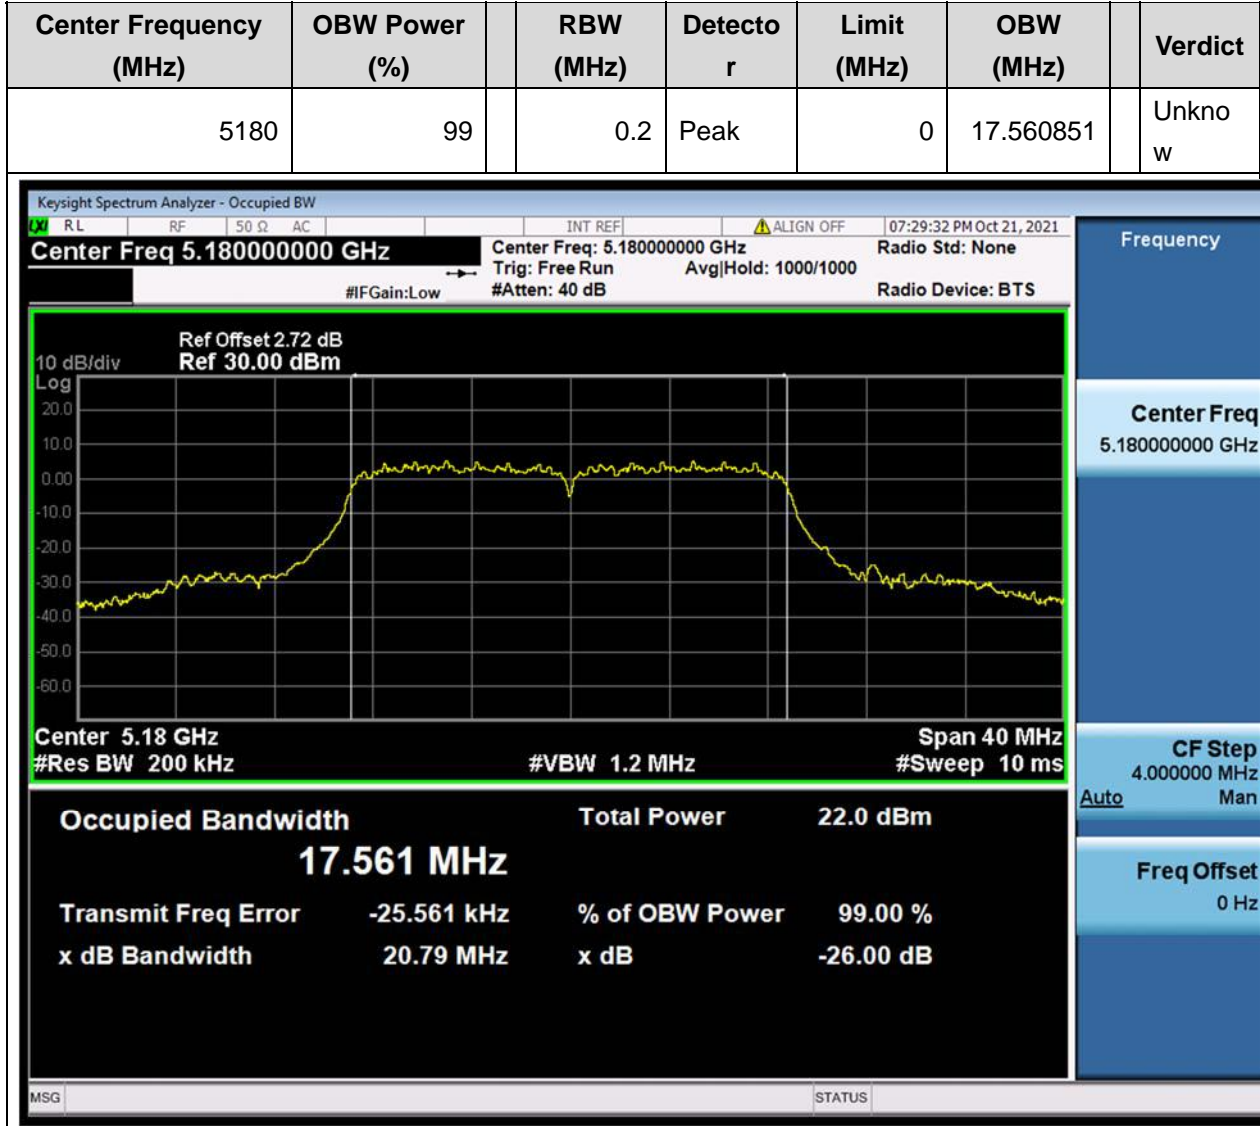 Center Frequency OBW Power RBW Detecto Limit OBW Verdict
(MHz) (%) (MHz) r (MHz) (MHz)
5180 99 0.2 Peak 0 17.560851 Unkno
w
Keysight Spectrum Analyzer - Occupied BW
LXI RL RF 50 Ω AC INT REF ALIGN OFF 07:29:32 PM Oct 21, 2021
Center Freq 5.180000000 GHz Center Freq: 5.180000000 GHz Radio Std: None
Trig: Free Run Avg|Hold: 1000/1000
#IFGain:Low #Atten: 40 dB Radio Device: BTS
Ref Offset 2.72 dB
10 dB/div Ref 30.00 dBm
Log
20.0
10.0
0.00
-10.0
-20.0
-30.0
-40.0
-50.0
-60.0
Center 5.18 GHz Span 40 MHz
#Res BW 200 kHz #VBW 1.2 MHz #Sweep 10 ms
Occupied Bandwidth Total Power 22.0 dBm
17.561 MHz
Transmit Freq Error -25.561 kHz % of OBW Power 99.00 %
x dB Bandwidth 20.79 MHz x dB -26.00 dB
MSG STATUS
Frequency
Center Freq
5.180000000 GHz
CF Step
4.000000 MHz
Auto Man
Freq Offset
0 Hz